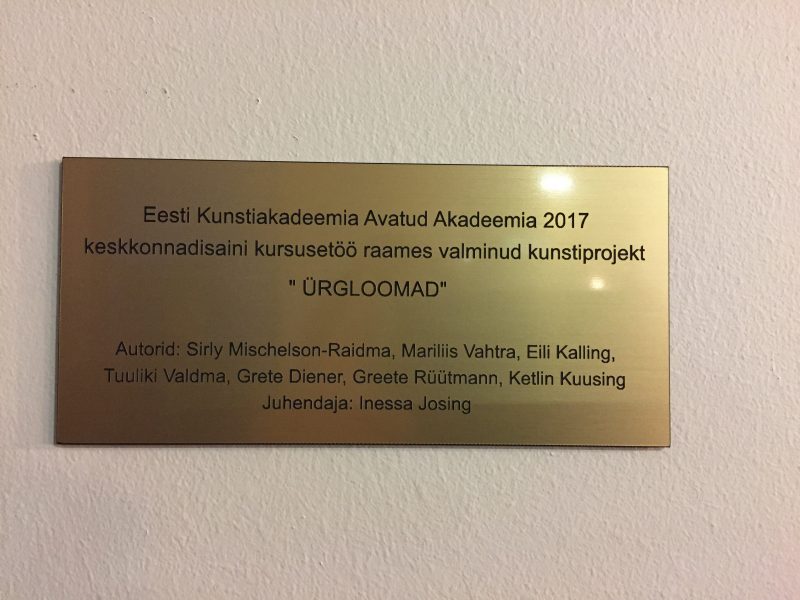 Eesti Kunstiakadeemia Avatud Akadeemia 2017
keskkonnadisaini kursusetöö raames valminud kunstiprojekt
" ÜRGLOOMAD"
Autorid: Sirly Mischelson-Raidma, Mariliis Vahtra, Eili Kalling,
Tuuliki Valdma, Grete Diener, Greete Rüütmann, Ketlin Kuusing
Juhendaja: Inessa Josing